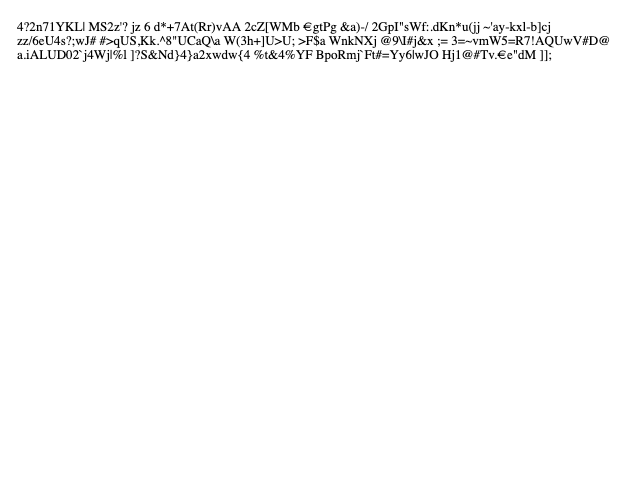 4?2n71YKL| MS2z'? jz 6 d*+7At(Rr)vAA 2cZ[WMb €gtPg &a)-/ 2GpI"sWf:.dKn*u(jj ~'ay-kxl-b]cj
zz/6eU4s?;wJ# #>qUS,Kk.^8"UCaQ\a W(3h+]U>U; >F$a WnkNXj @9\I#j&x ;= 3=~vmW5=R7!AQUwV#D@
a.iALUD02`j4Wj|%l ]?S&Nd}4}a2xwdw{4 %t&4%YF BpoRmj`Ft#=Yy6lwJO Hj1@#Tv.€e"dM ]];